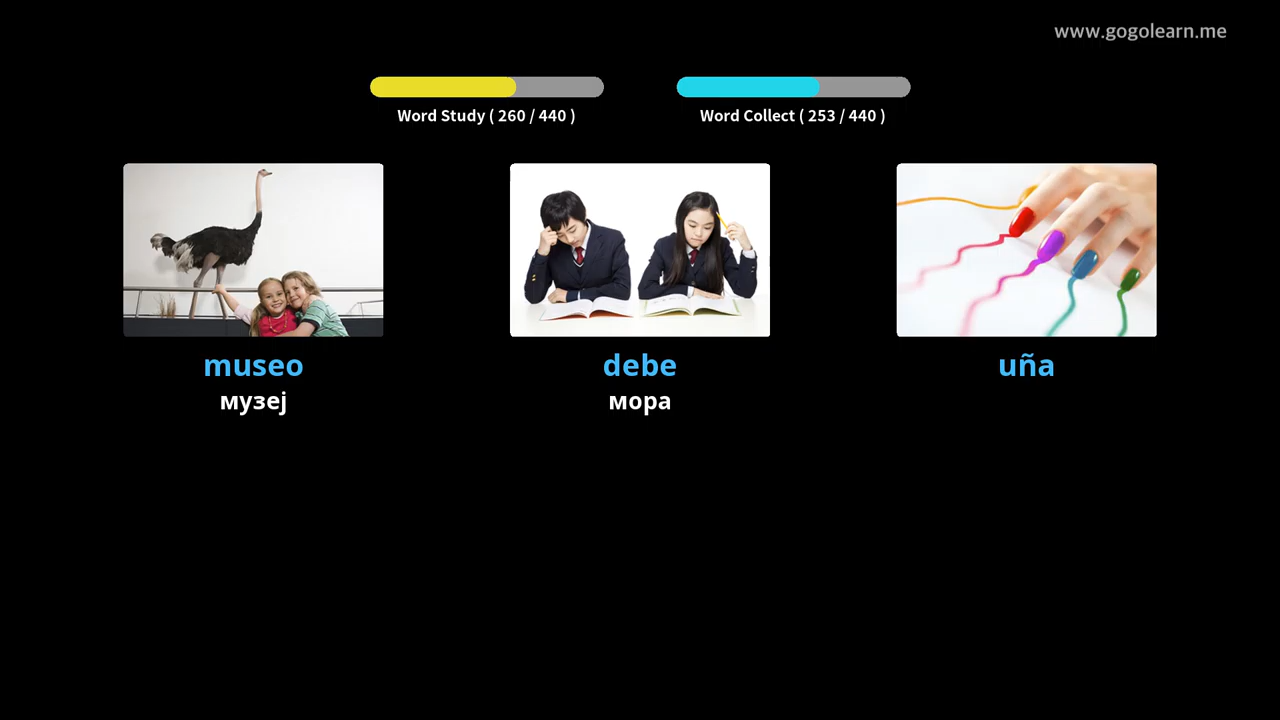 www.gogolearn.me
Word Study ( 260 / 440 )
Word Collect ( 253 / 440 )
museo
debe
uña
музеј
мора